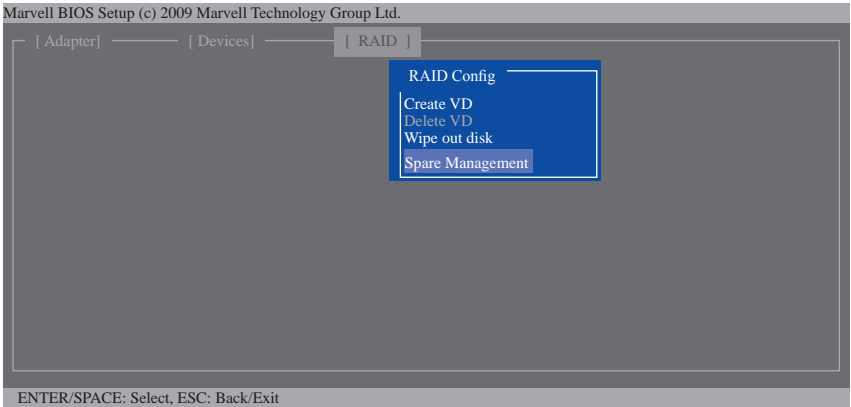 Marvell BIOS Setup (c) 2009 Marvell Technology Group Ltd.
[ Adapter] [ Devices] [ RAID ]
RAID Config
Create VD
Delete VD
Wipe out disk
Spare Management
ENTER/SPACE: Select, ESC: Back/Exit